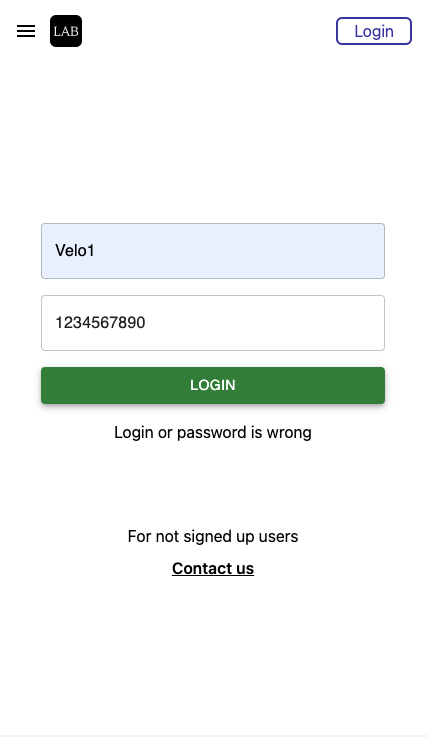 LAB
Login
Velo1
1234567890
LOGIN
Login or password is wrong
For not signed up users
Contact us